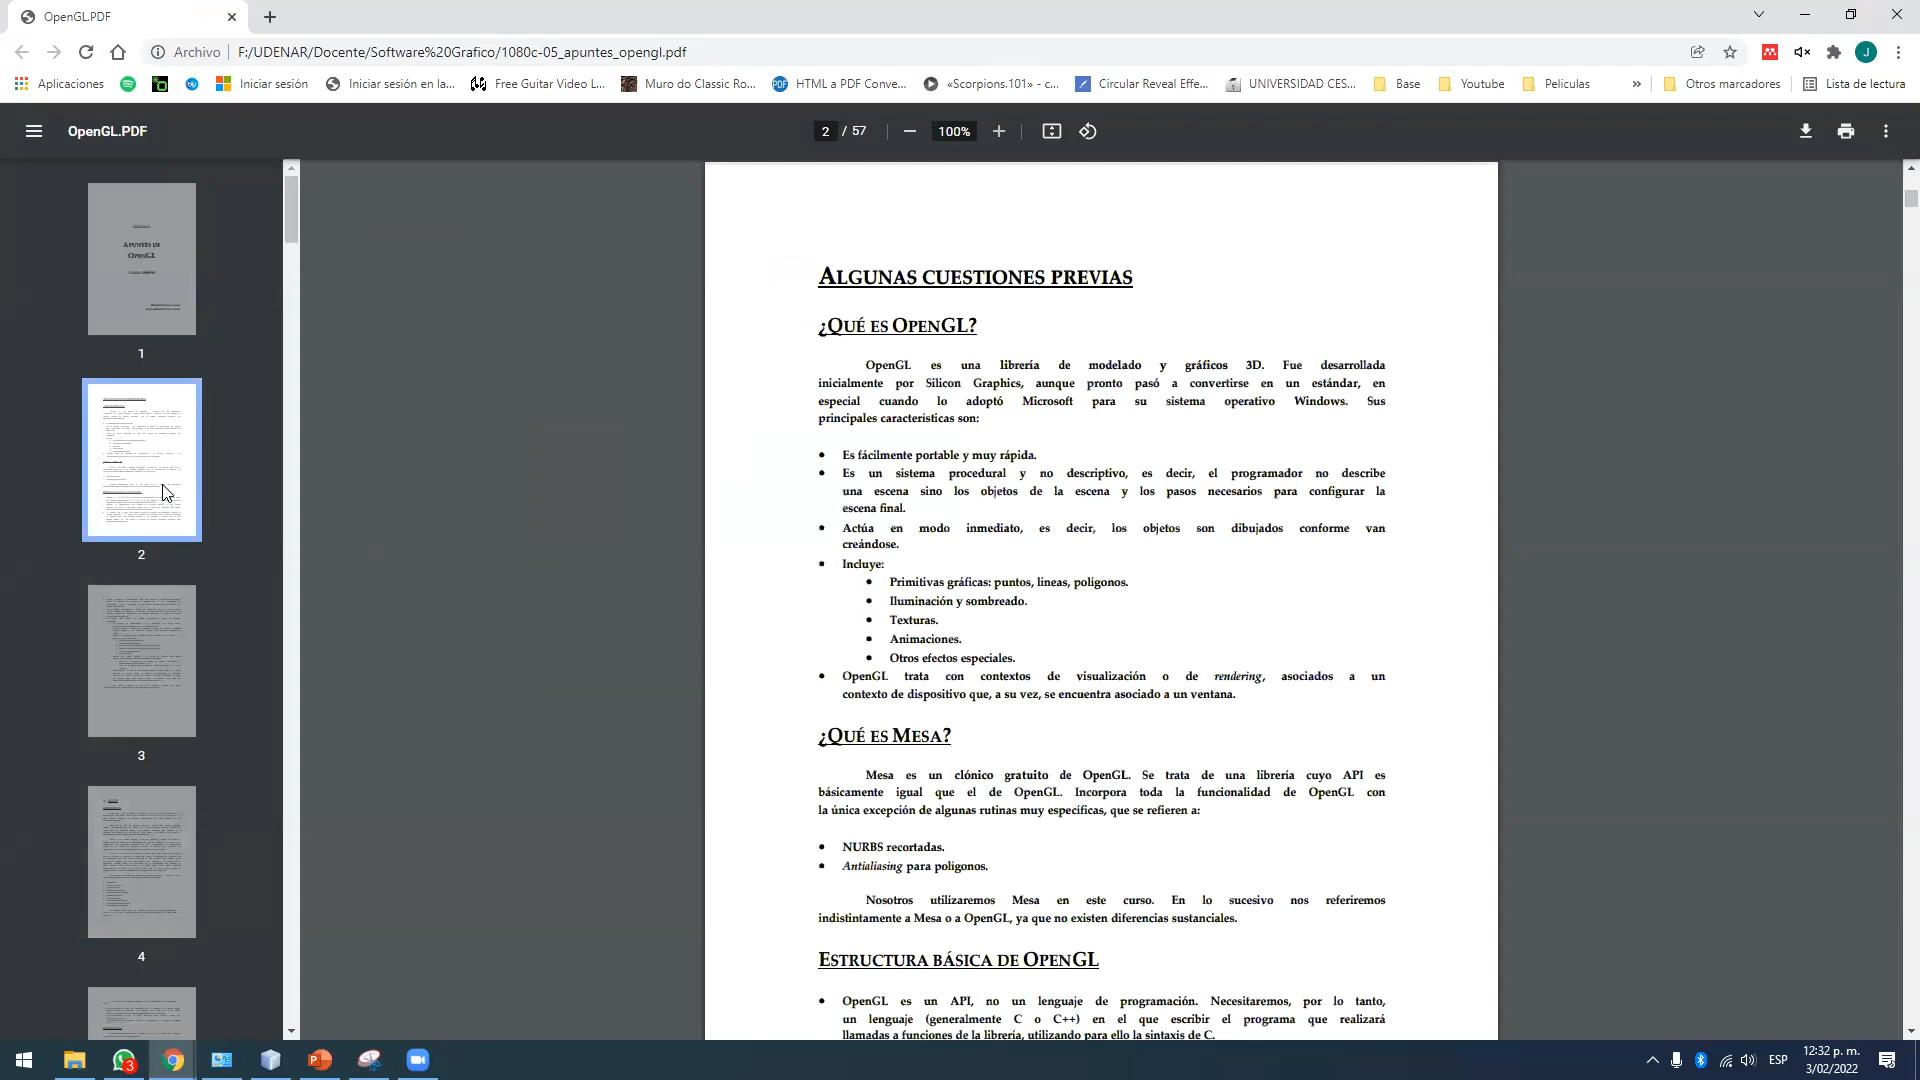 OpenGL.PDF
Archivo F:/UDENAR/Docente/Software%20Grafico/1080c-05_apuntes_opengl.pdf
J
Aplicaciones Iniciar sesión Iniciar sesión en la... Free Guitar Video L... Muro do Classic Ro... HTML a PDF Conve... «Scorpions.101» - c... Circular Reveal Effe... UNIVERSIDAD CES... Base Youtube Peliculas » Otros marcadores Lista de lectura
OpenGL.PDF 2 / 57 100%
APUNTES DE
OPENGL
1
2
3
4
ALGUNAS CUESTIONES PREVIAS
¿QUÉ ES OPENGL?
OpenGL es una librería de modelado y gráficos 3D. Fue desarrollada
inicialmente por Silicon Graphics, aunque pronto pasó a convertirse en un estándar, en
especial cuando lo adoptó Microsoft para su sistema operativo Windows. Sus
principales características son:
• Es fácilmente portable y muy rápida.
• Es un sistema procedural y no descriptivo, es decir, el programador no describe
una escena sino los objetos de la escena y los pasos necesarios para configurar la
escena final.
• Actúa en modo inmediato, es decir, los objetos son dibujados conforme van
creándose.
• Incluye:
• Primitivas gráficas: puntos, líneas, polígonos.
• Iluminación y sombreado.
• Texturas.
• Animaciones.
• Otros efectos especiales.
• OpenGL trata con contextos de visualización o de rendering, asociados a un
contexto de dispositivo que, a su vez, se encuentra asociado a un ventana.
¿QUÉ ES MESA?
Mesa es un clónico gratuito de OpenGL. Se trata de una librería cuyo API es
básicamente igual que el de OpenGL. Incorpora toda la funcionalidad de OpenGL con
la única excepción de algunas rutinas muy específicas, que se refieren a:
• NURBS recortadas.
• Antialiasing para polígonos.
Nosotros utilizaremos Mesa en este curso. En lo sucesivo nos referiremos
indistintamente a Mesa o a OpenGL, ya que no existen diferencias sustanciales.
ESTRUCTURA BÁSICA DE OPENGL
• OpenGL es un API, no un lenguaje de programación. Necesitaremos, por lo tanto,
un lenguaje (generalmente C o C++) en el que escribir el programa que realizará
llamadas a funciones de la librería, utilizando para ello la sintaxis de C.
3
ESP
12:32 p. m.
3/02/2022